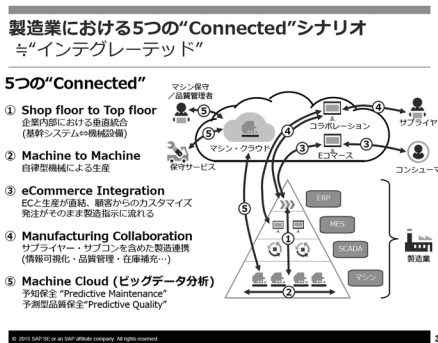 製造業における5つの“Connected”シナリオ
≒“インテグレーテッド”
5つの“Connected”
① Shop floor to Top floor
企業内部における垂直統合
(基幹システム⇔機械設備)
② Machine to Machine
自律型機械による生産
③ eCommerce Integration
ECと生産が直結、顧客からのカスタマイズ
発注がそのまま製造指示に流れる
④ Manufacturing Collaboration
サプライヤー・サブコンを含めた製造連携
(情報可視化・品質管理・在庫補充…)
⑤ Machine Cloud (ビッグデータ分析)
予知保全 “Predictive Maintenance”
予測型品質保全“Predictive Quality”
マシン保守
/品質管理者
⑤
⑤
保守サービス
マシン・クラウド
コラボレーション
Eコマース
④
④
③
③
サプライヤ
コンシューマ
⑤
①
②
ERP
MES
SCADA
マシン
製造業
© 2015 SAP SE or an SAP affiliate company. All rights reserved.
3